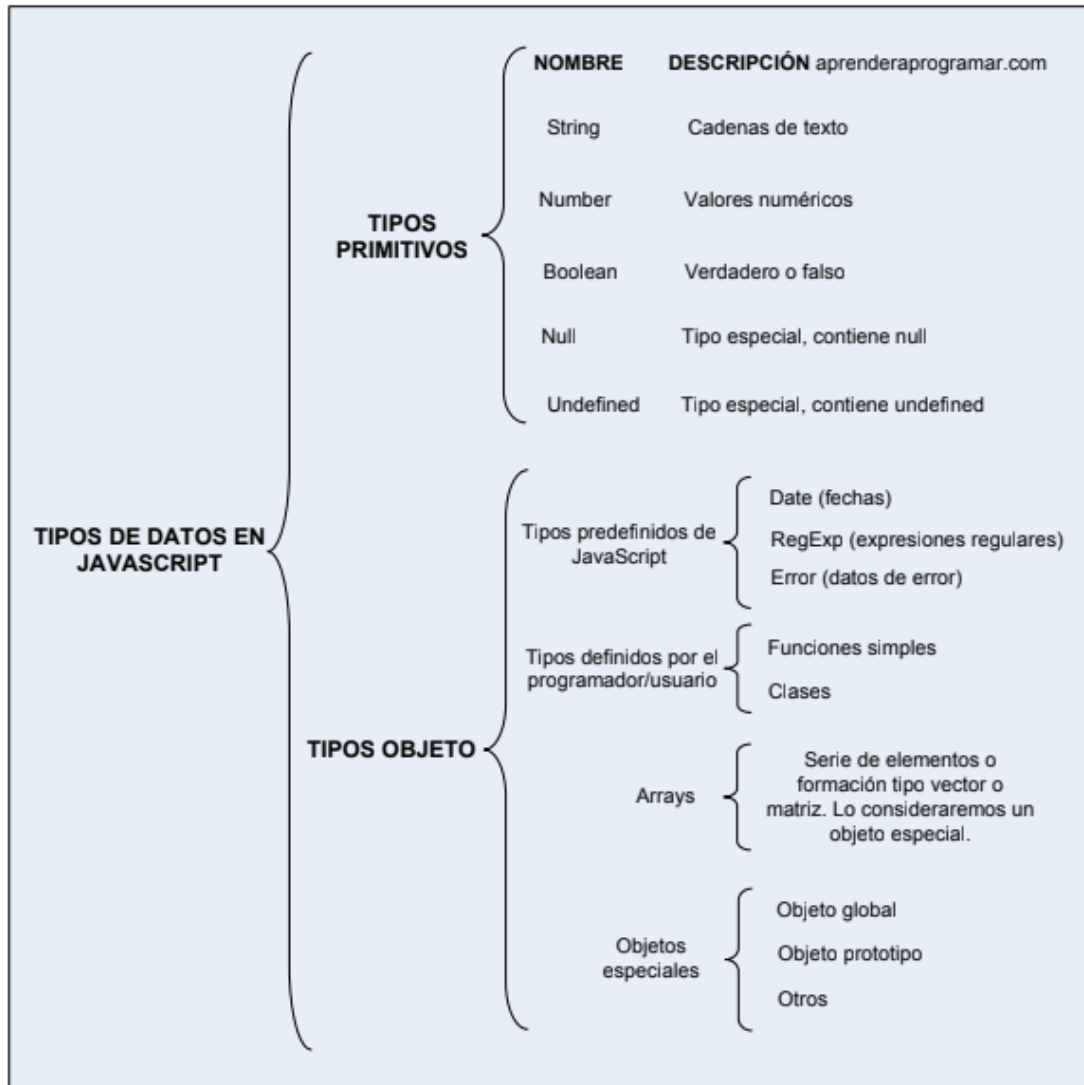 NOMBRE DESCRIPCIÓN aprenderaprogramar.com
String Cadenas de texto
Number Valores numéricos
TIPOS
PRIMITIVOS
Boolean Verdadero o falso
Null Tipo especial, contiene null
Undefined Tipo especial, contiene undefined
TIPOS DE DATOS EN
JAVASCRIPT
TIPOS OBJETO
Tipos predefinidos de
JavaScript
Date (fechas)
RegExp (expresiones regulares)
Error (datos de error)
Tipos definidos por el
programador/usuario
Funciones simples
Clases
Arrays
Serie de elementos o
formación tipo vector o
matriz. Lo consideraremos un
objeto especial.
Objetos
especiales
Objeto global
Objeto prototipo
Otros